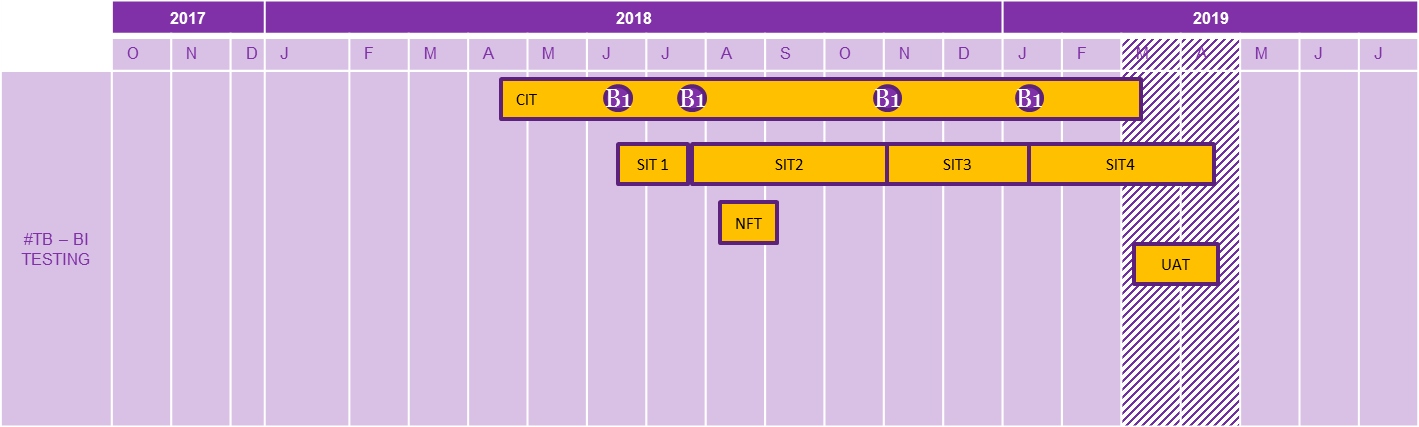 2017 2018 2019
O N D J F M A M J J A S O N D J F M A M J J
CIT B1 B1 B1 B1
SIT 1 SIT2 SIT3 SIT4
NFT
#TB – BI
TESTING
UAT